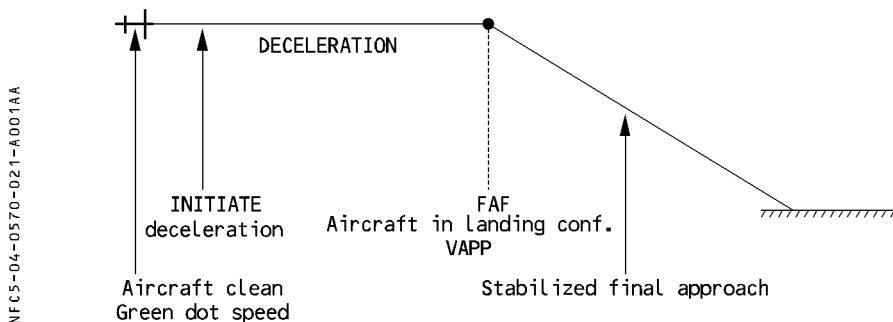 DECELERATION
INITIATE
deceleration
FAF
Aircraft in landing conf.
VAPP
Aircraft clean
Green dot speed
Stabilized final approach
NFC5-04-0570-021-A001AA